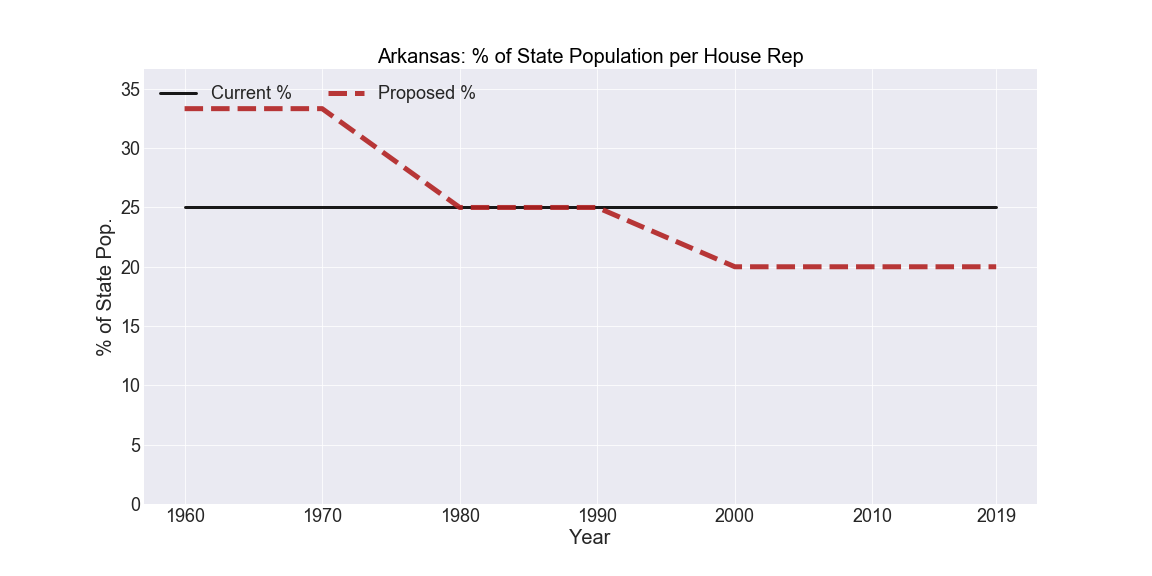 Arkansas: % of State Population per House Rep
Current %
Proposed %
35
30
25
20
15
10
5
0
% of State Pop.
1960 1970 1980 1990 2000 2010 2019
Year